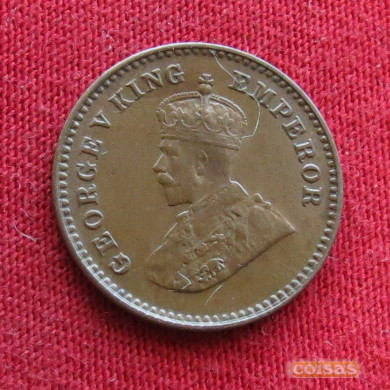 GEORGE V KING EMPEROR
coisas